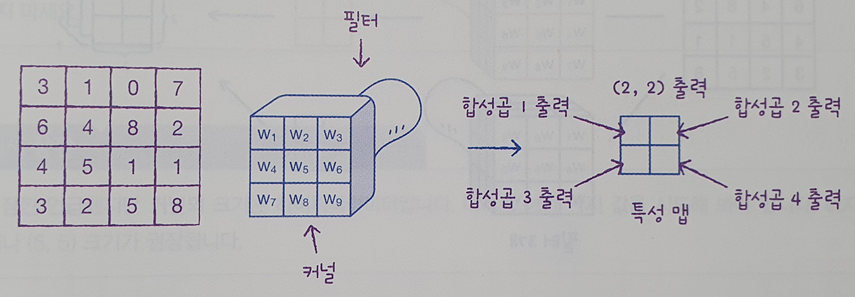 필터
3 1 0 7
6 4 8 2
4 5 1 1
3 2 5 8
w₁ w₂ w₃
w₄ w₅ w₆
w₇ w₈ w₉
커널
(2, 2) 출력
합성곱 1 출력
합성곱 2 출력
합성곱 3 출력
합성곱 4 출력
특성 맵